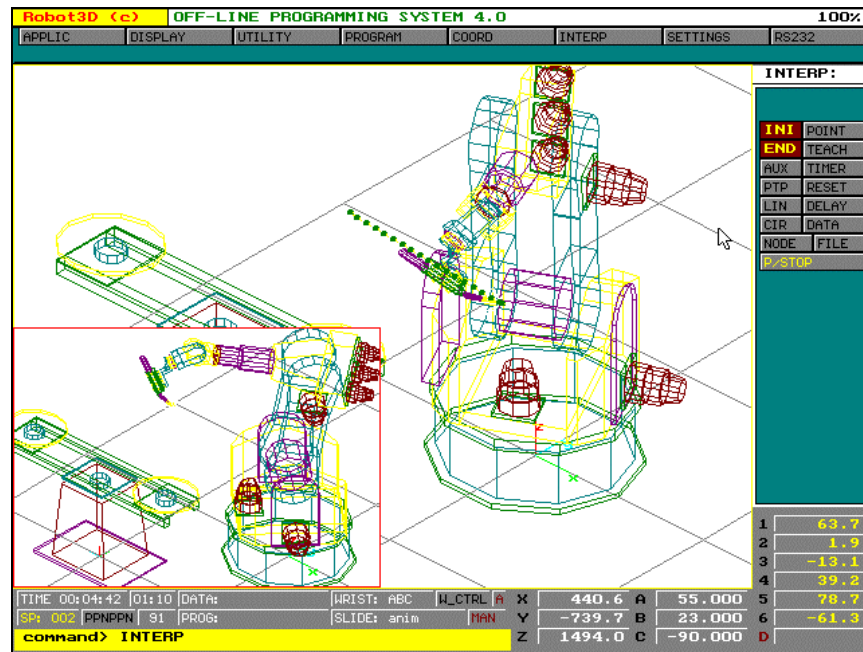 Robot3D (c) OFF-LINE PROGRAMMING SYSTEM 4.0 100%
APPLIC DISPLAY UTILITY PROGRAM COORD INTERP SETTINGS RS232
INTERP:
INI POINT
END TEACH
AUX TIMER
PTP RESET
LIN DELAY
CIR DATA
NODE FILE
P/STOP
Z
X
X
1 63.7
2 1.9
3 -13.1
4 39.2
5 78.7
6 -61.3
D
TIME 00:04:42 01:10 DATA: WRIST: ABC W_CTRL A X 440.6 A 55.000
SP: 002 PPNPPN 91 PROG: SLIDE: anim MAN Y -739.7 B 23.000
command> INTERP Z 1494.0 C -90.000